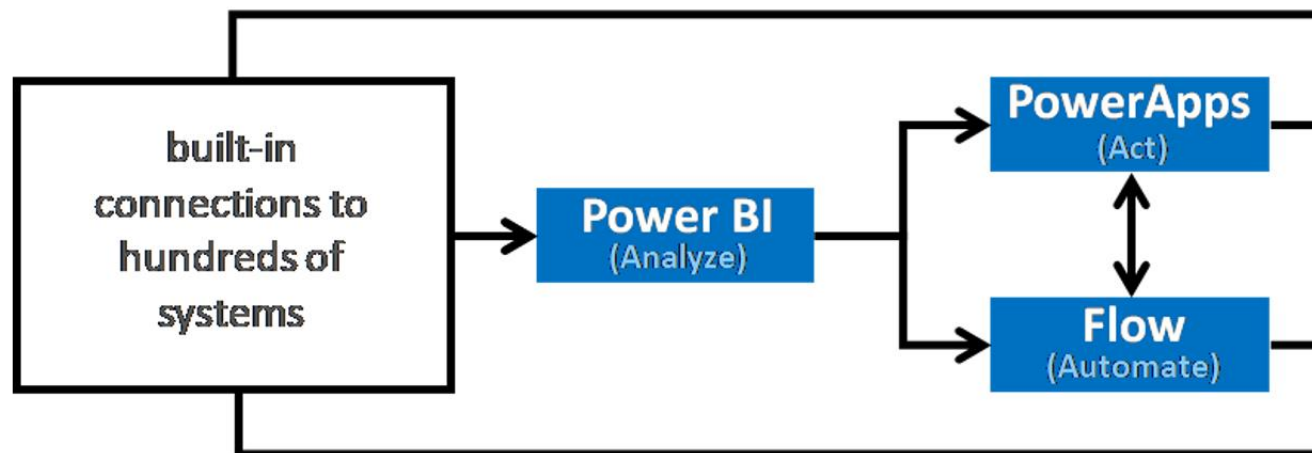 built-in
connections to
hundreds of
systems
Power BI
(Analyze)
PowerApps
(Act)
Flow
(Automate)